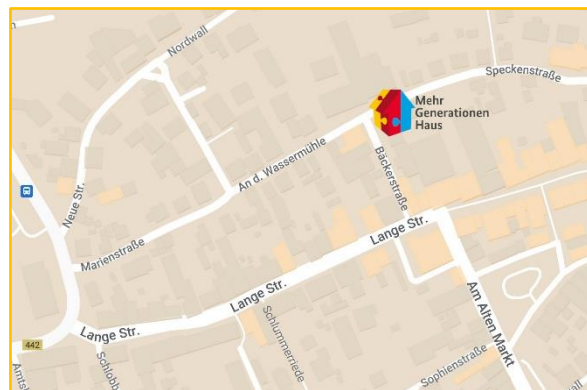 Nordwall
Speckenstraße
Mehr
Generationen
Haus
An d. Wassermühle
Bäckerstraße
Neue Str.
Marienstraße
Lange Str.
Lange Str.
Lange Str.
Am Alten Markt
Schlummerriede
Sophienstraße
442